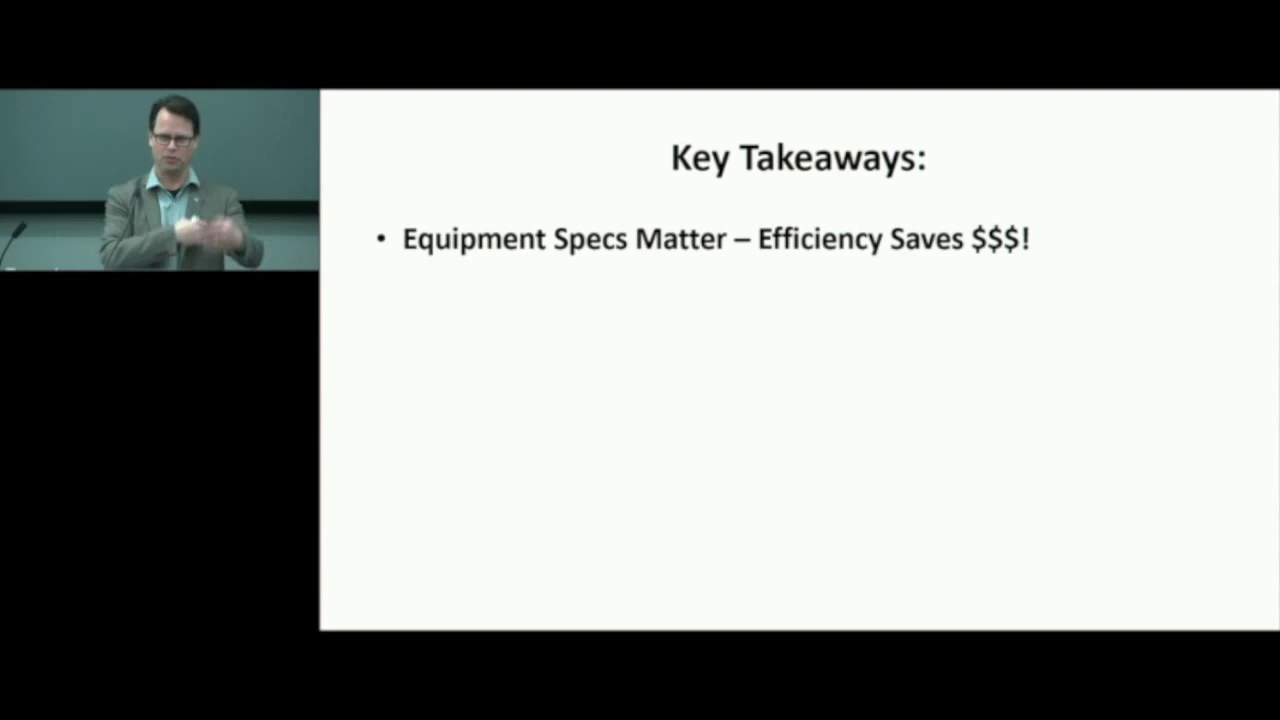 Key Takeaways:
• Equipment Specs Matter – Efficiency Saves $$$!